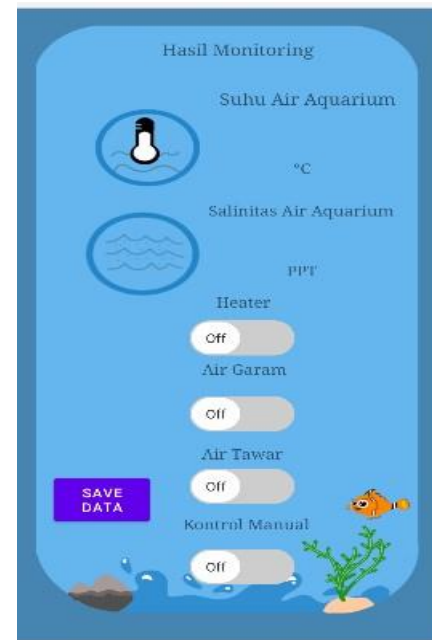 Hasil Monitoring
Suhu Air Aquarium
°C
Salinitas Air Aquarium
PPT
Heater
Off
Air Garam
Off
Air Tawar
Off
SAVE
DATA
Kontrol Manual
Off